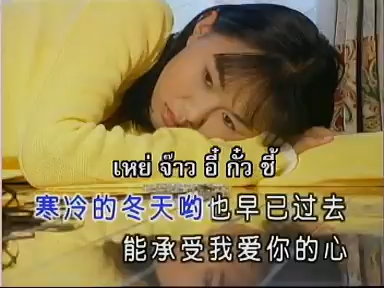 เหย่ จ๊าว อี่ กั๋ว ชี้
寒冷的冬天哟也早已过去
能承受我爱你的心